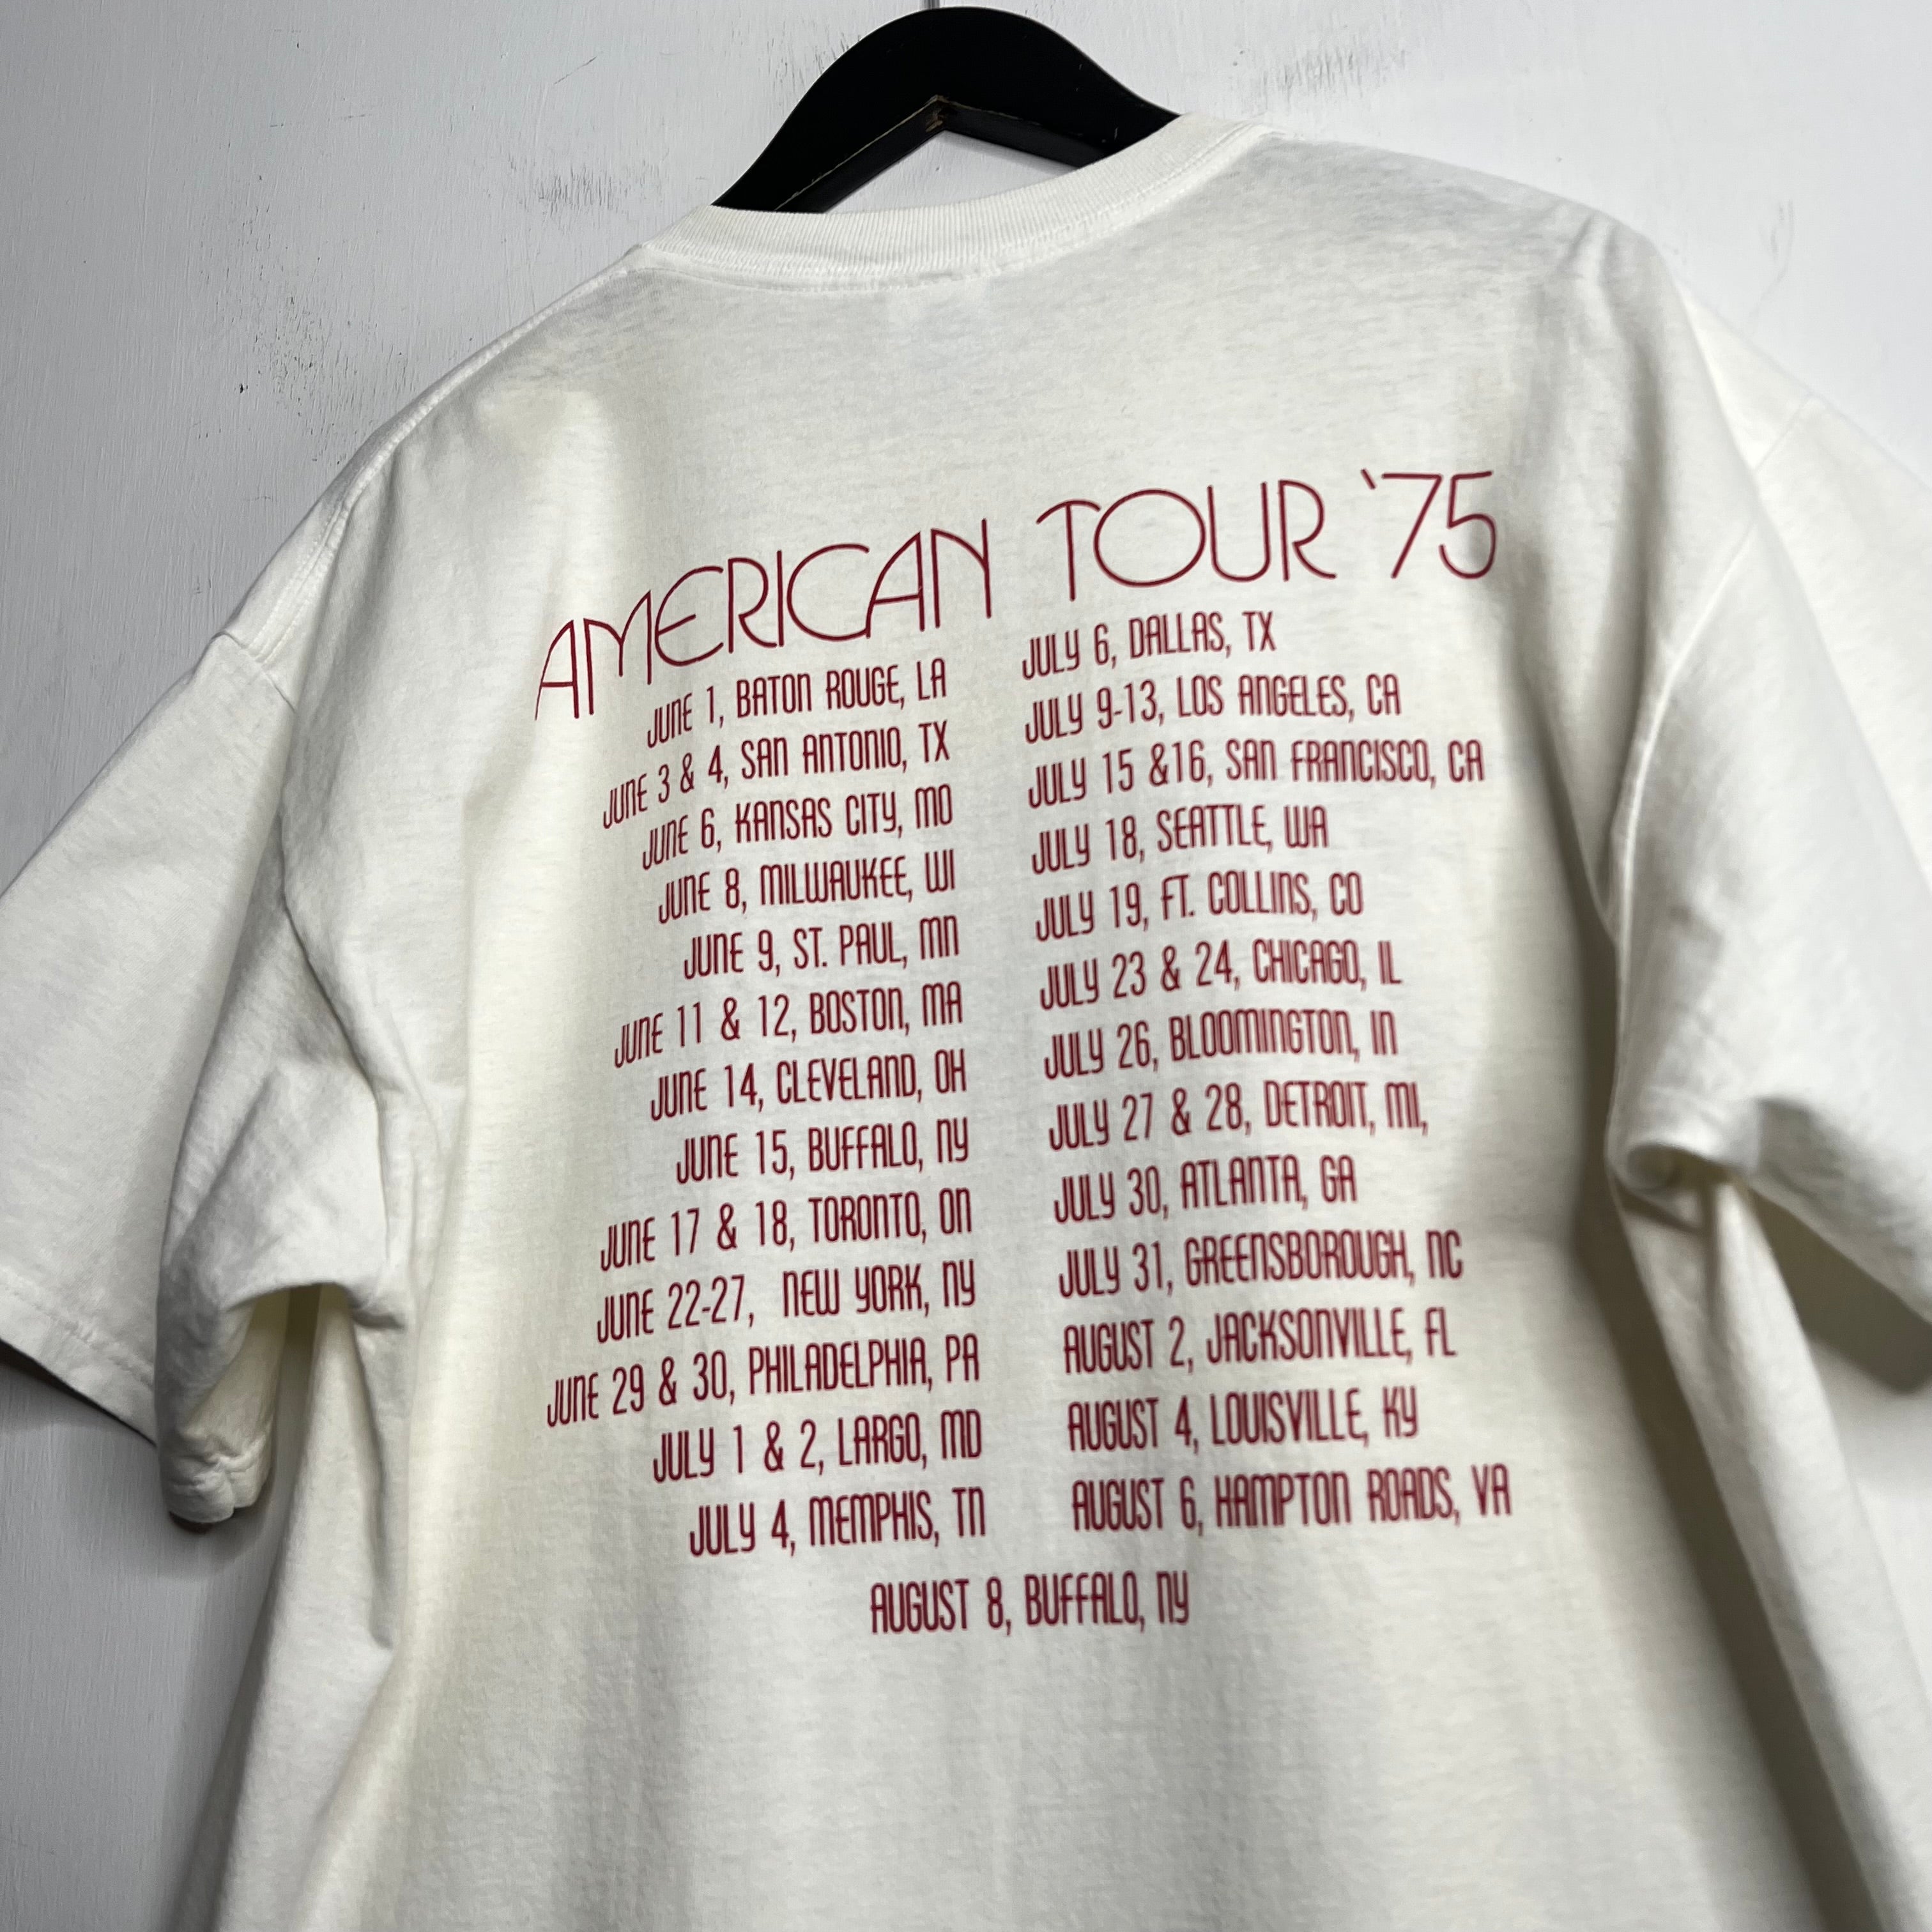 AMERICAN TOUR '75
JUNE 1, BATON ROUGE, LA
JUNE 3 & 4, SAN ANTONIO, TX
JUNE 6, KANSAS CITY, MO
JUNE 8, MILWAUKEE, WI
JUNE 9, ST. PAUL, MN
JUNE 11 & 12, BOSTON, MA
JUNE 14, CLEVELAND, OH
JUNE 15, BUFFALO, NY
JUNE 17 & 18, TORONTO, ON
JUNE 22-27, NEW YORK, NY
JUNE 29 & 30, PHILADELPHIA, PA
JULY 1 & 2, LARGO, MD
JULY 4, MEMPHIS, TN
JULY 6, DALLAS, TX
JULY 9-13, LOS ANGELES, CA
JULY 15 &16, SAN FRANCISCO, CA
JULY 18, SEATTLE, WA
JULY 19, FT. COLLINS, CO
JULY 23 & 24, CHICAGO, IL
JULY 26, BLOOMINGTON, IN
JULY 27 & 28, DETROIT, MI,
JULY 30, ATLANTA, GA
JULY 31, GREENSBOROUGH, NC
AUGUST 2, JACKSONVILLE, FL
AUGUST 4, LOUISVILLE, KY
AUGUST 6, HAMPTON ROADS, VA
AUGUST 8, BUFFALO, NY